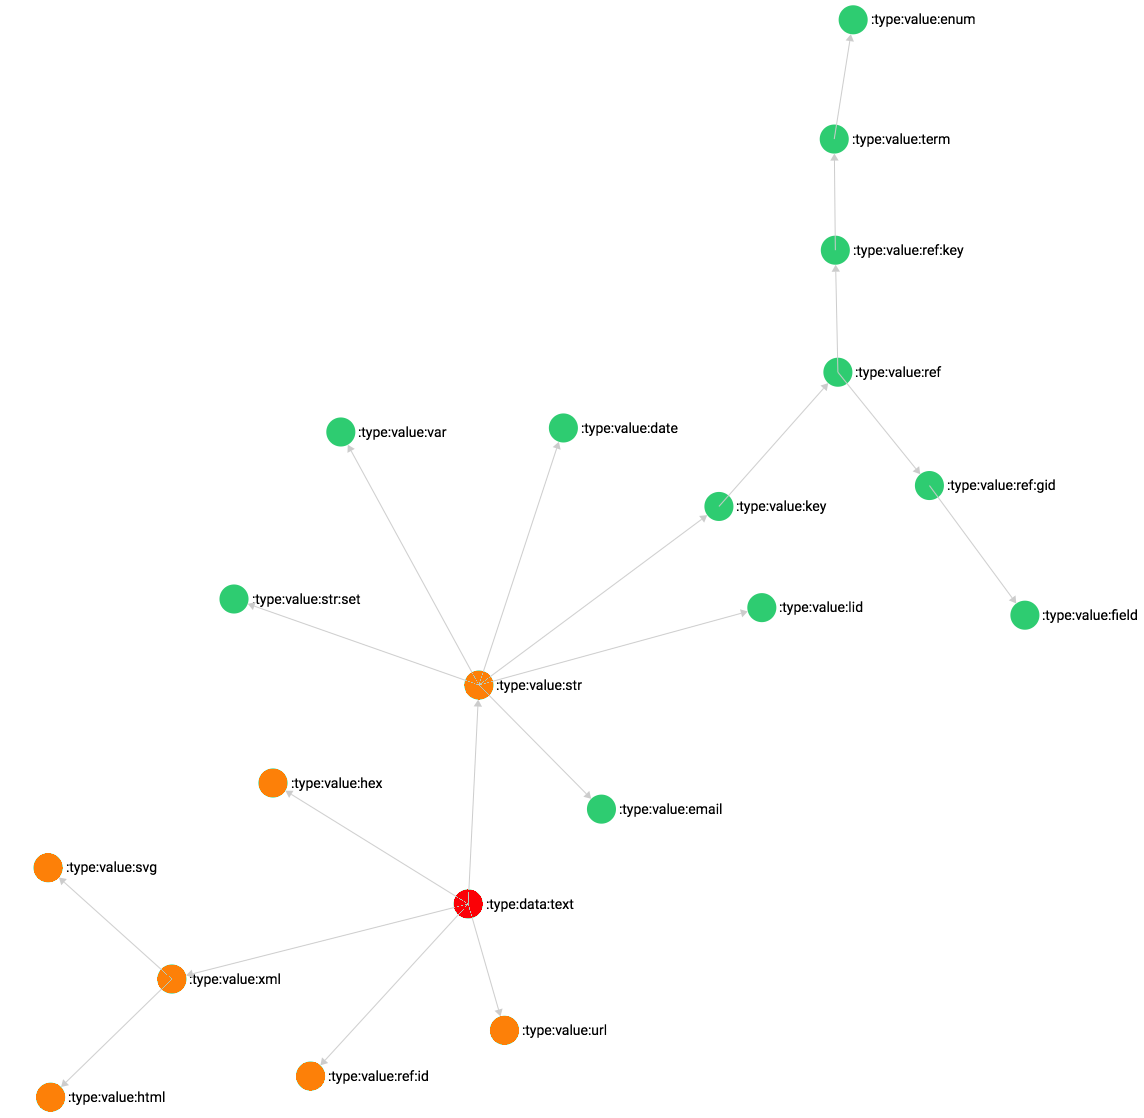 :type:value:enum
:type:value:term
:type:value:ref:key
:type:value:ref
:type:value:var
:type:value:date
:type:value:ref:gid
:type:value:key
:type:value:str:set
:type:value:lid
:type:value:field
:type:value:str
:type:value:hex
:type:value:email
:type:value:svg
:type:data:text
:type:value:xml
:type:value:url
:type:value:ref:id
:type:value:html